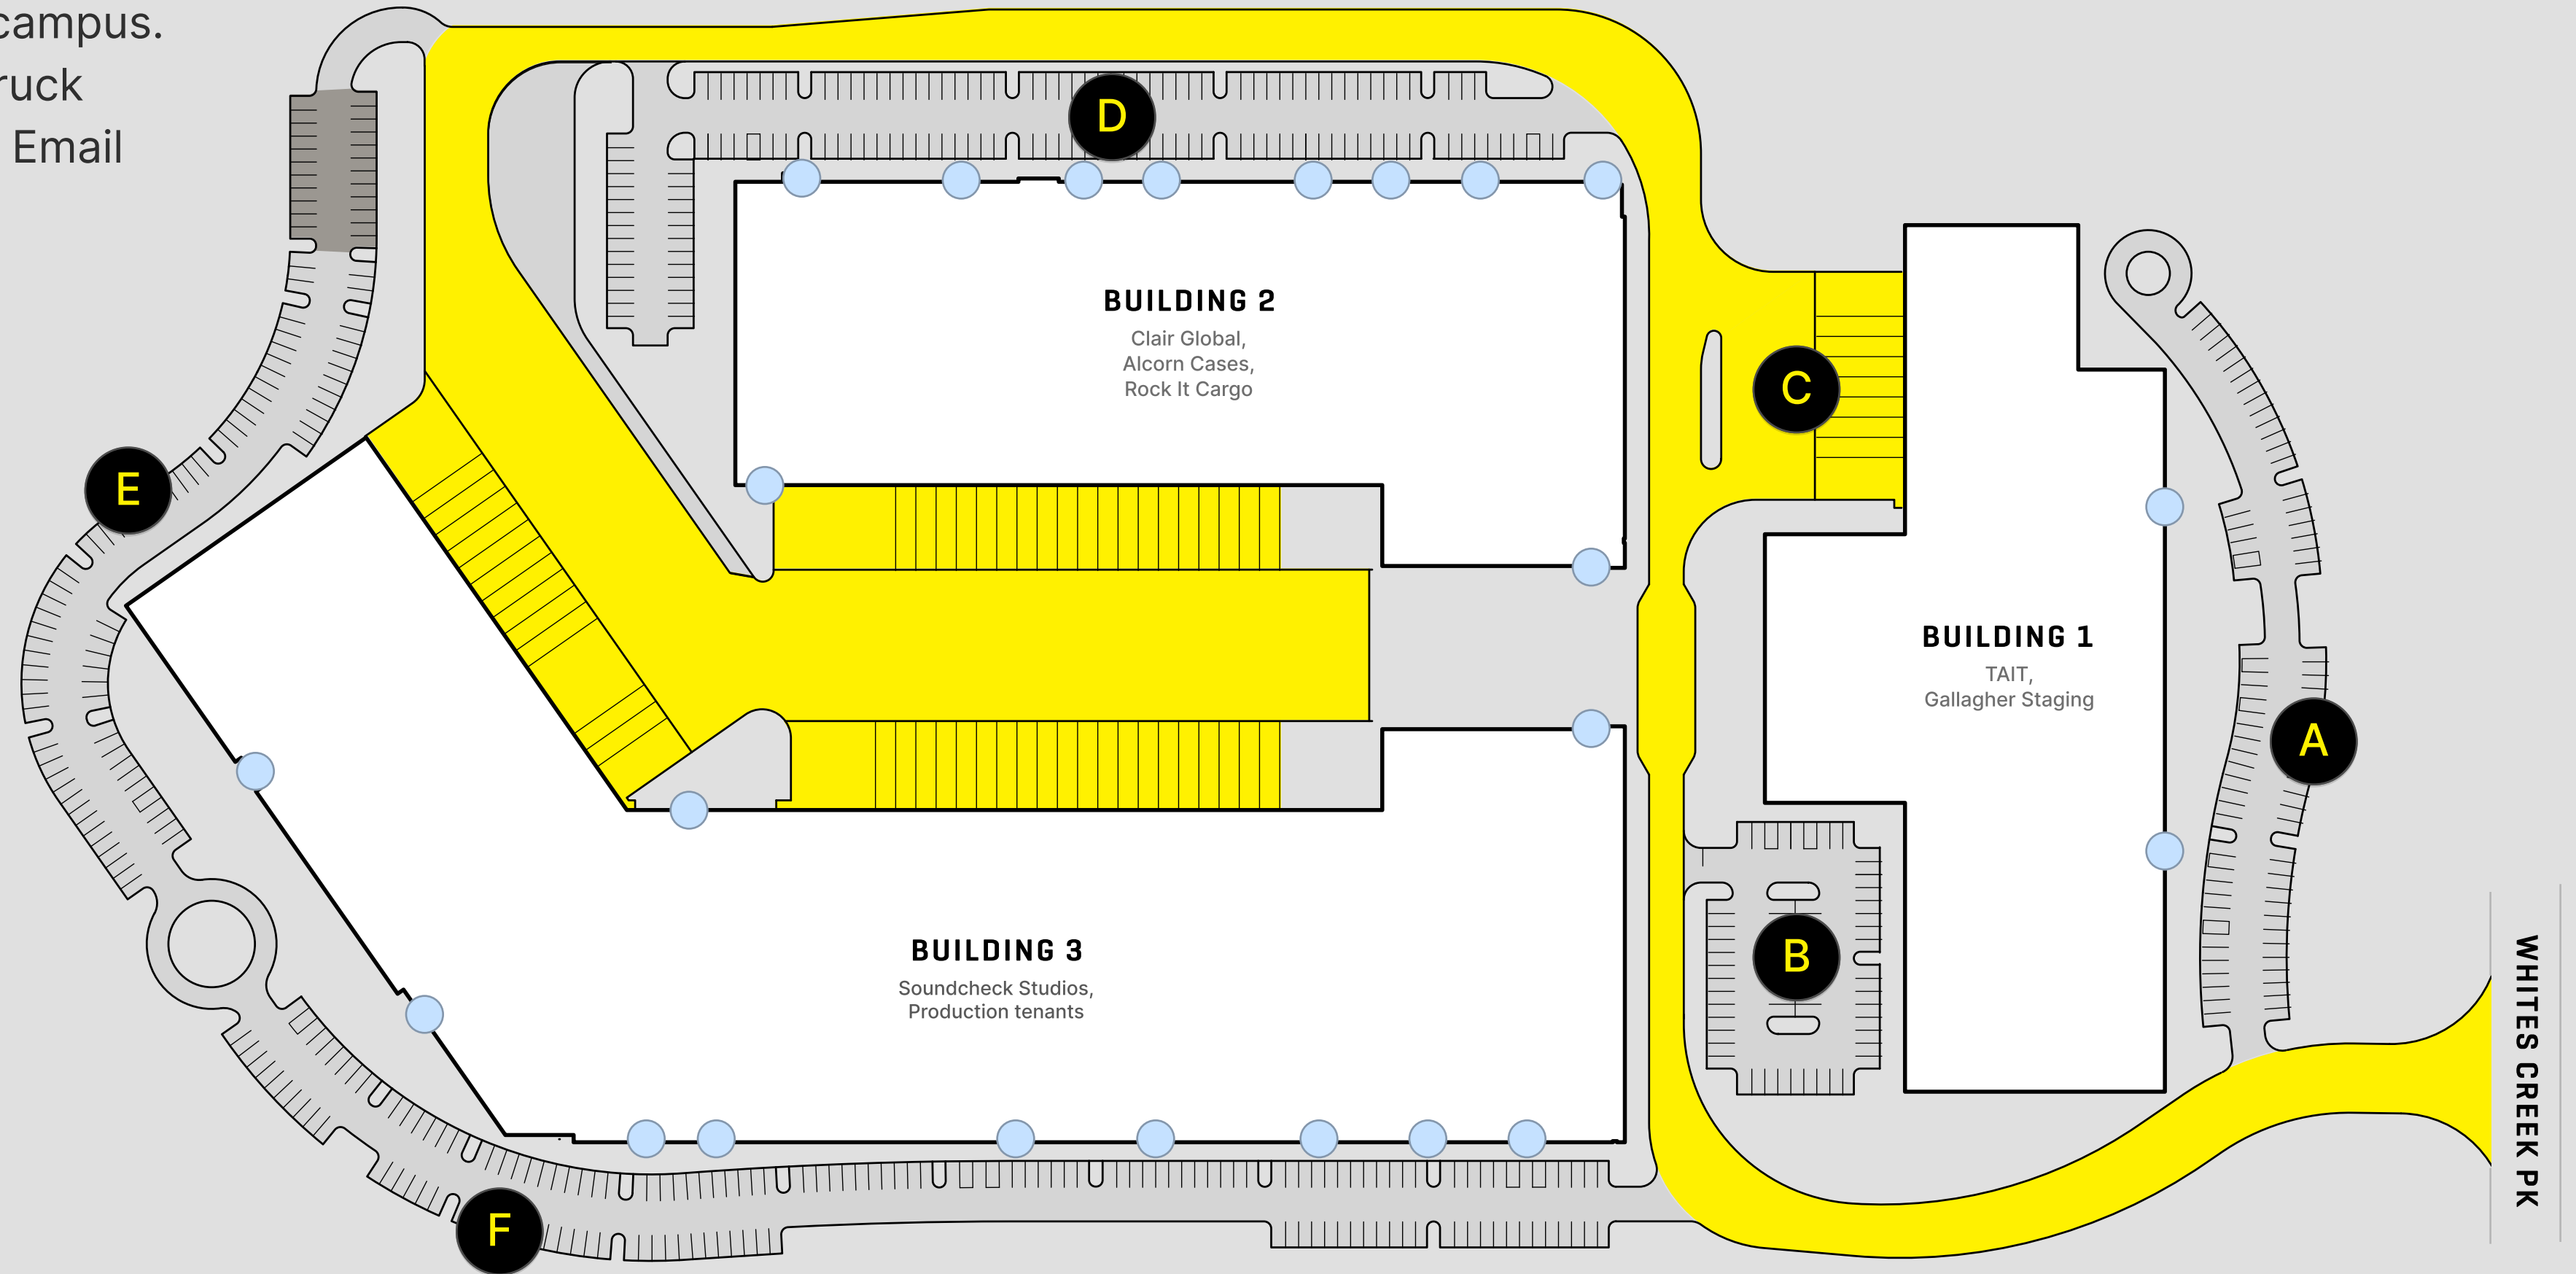 campus.
ruck
Email
D
BUILDING 2
Clair Global,
Alcorn Cases,
Rock It Cargo
C
E
BUILDING 1
TAIT,
Gallagher Staging
A
BUILDING 3
Soundcheck Studios,
Production tenants
B
WHITES CREEK PK
F